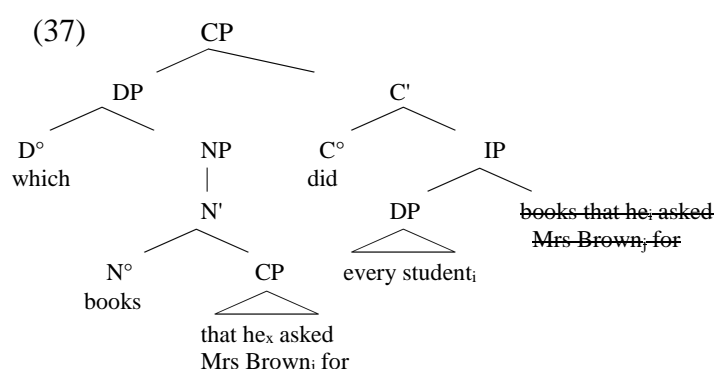 (37) CP
DP C'
D° NP C° IP
which did
N' DP books that heᵢ asked
Mrs Brownⱼ for
N° CP every studentᵢ
books
that heₓ asked
Mrs Brownⱼ for